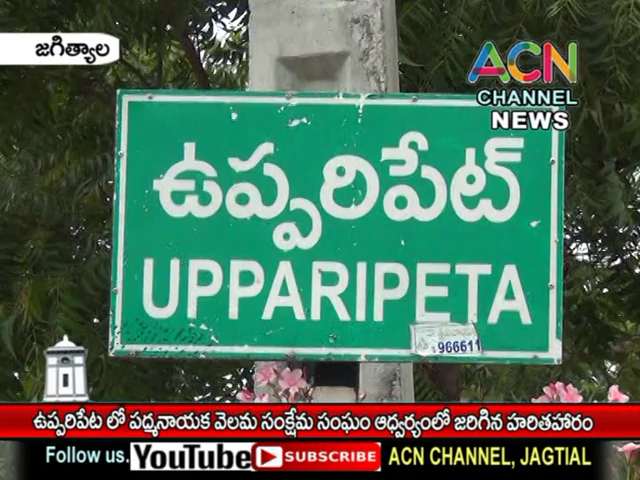 జగిత్యాల
ACN
CHANNEL
NEWS
ఉప్పరిపేట్
UPPARIPETA
966611
ఉప్పరిపేట లో పద్మనాయక వెలమ సంక్షేమ సంఘం ఆధ్వర్యంలో జరిగిన హరితహారం
Follow us. YouTube SUBSCRIBE ACN CHANNEL, JAGTIAL